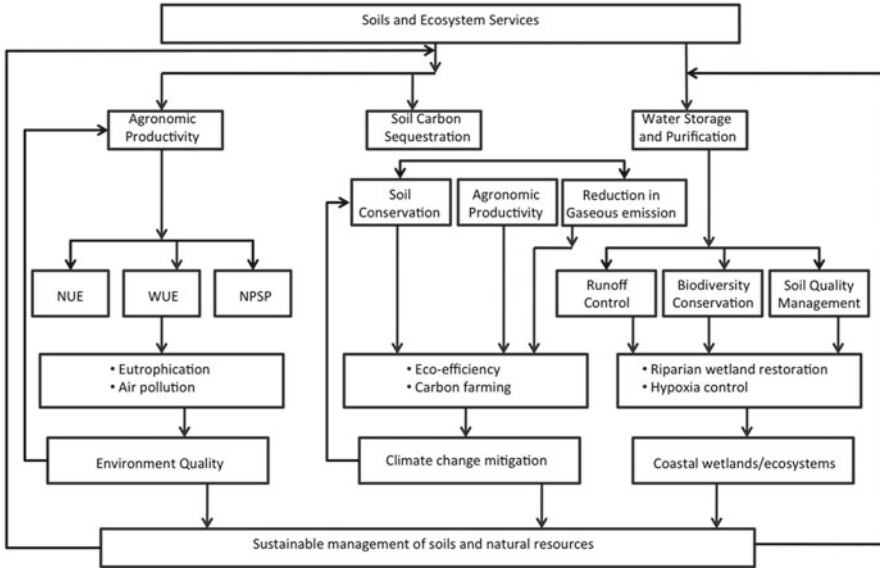 Soils and Ecosystem Services
Agronomic
Productivity
Soil Carbon
Sequestration
Water Storage
and Purification
Soil
Conservation
Agronomic
Productivity
Reduction in
Gaseous emission
NUE
WUE
NPSP
Runoff
Control
Biodiversity
Conservation
Soil Quality
Management
• Eutrophication
• Air pollution
• Eco-efficiency
• Carbon farming
• Riparian wetland restoration
• Hypoxia control
Environment Quality
Climate change mitigation
Coastal wetlands/ecosystems
Sustainable management of soils and natural resources